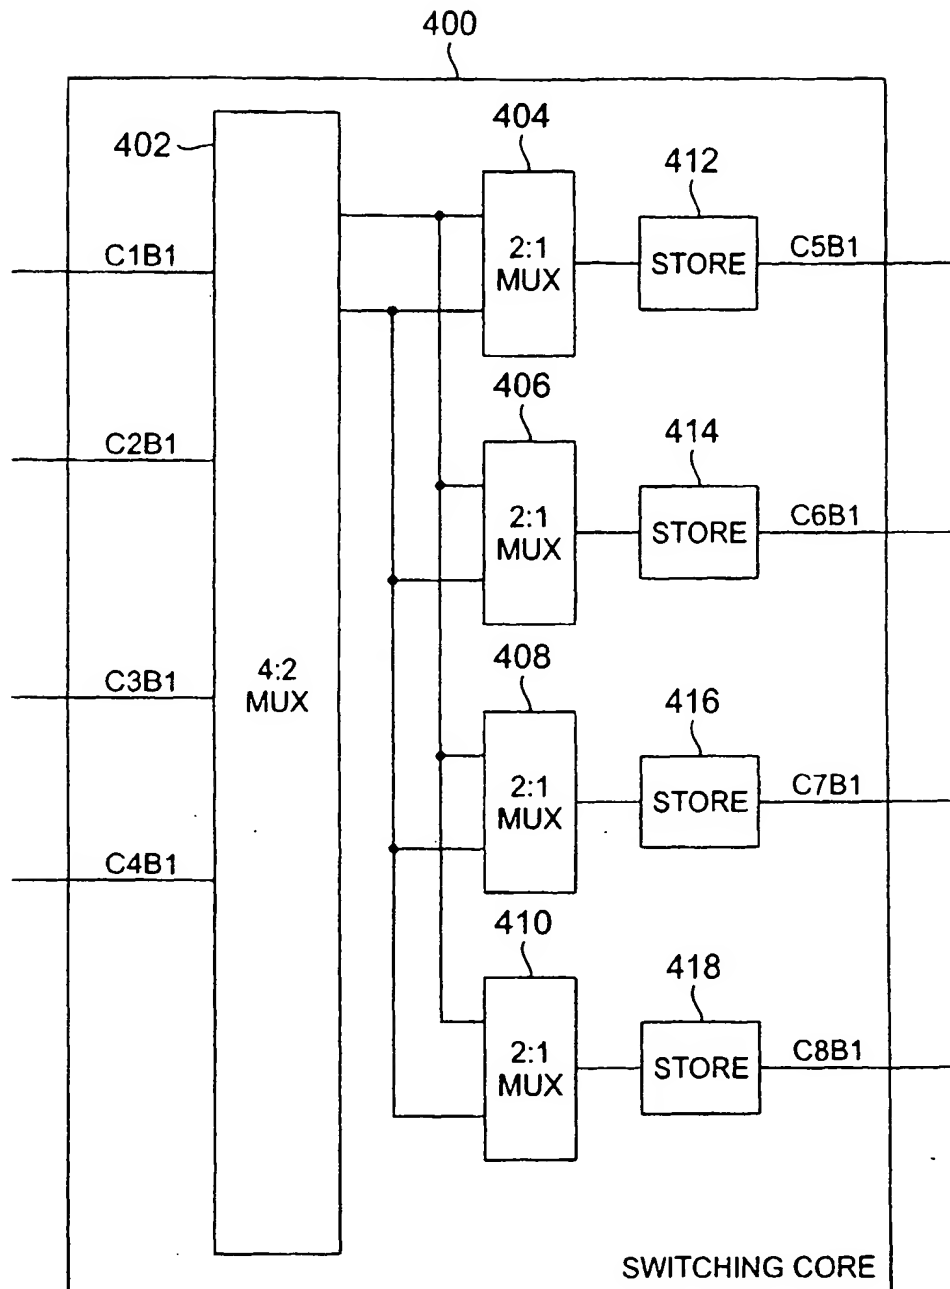 400
402
404
412
C1B1
2:1
MUX
STORE
C5B1
406
414
C2B1
2:1
MUX
STORE
C6B1
408
416
C3B1
4:2
MUX
2:1
MUX
STORE
C7B1
C4B1
410
418
2:1
MUX
STORE
C8B1
SWITCHING CORE